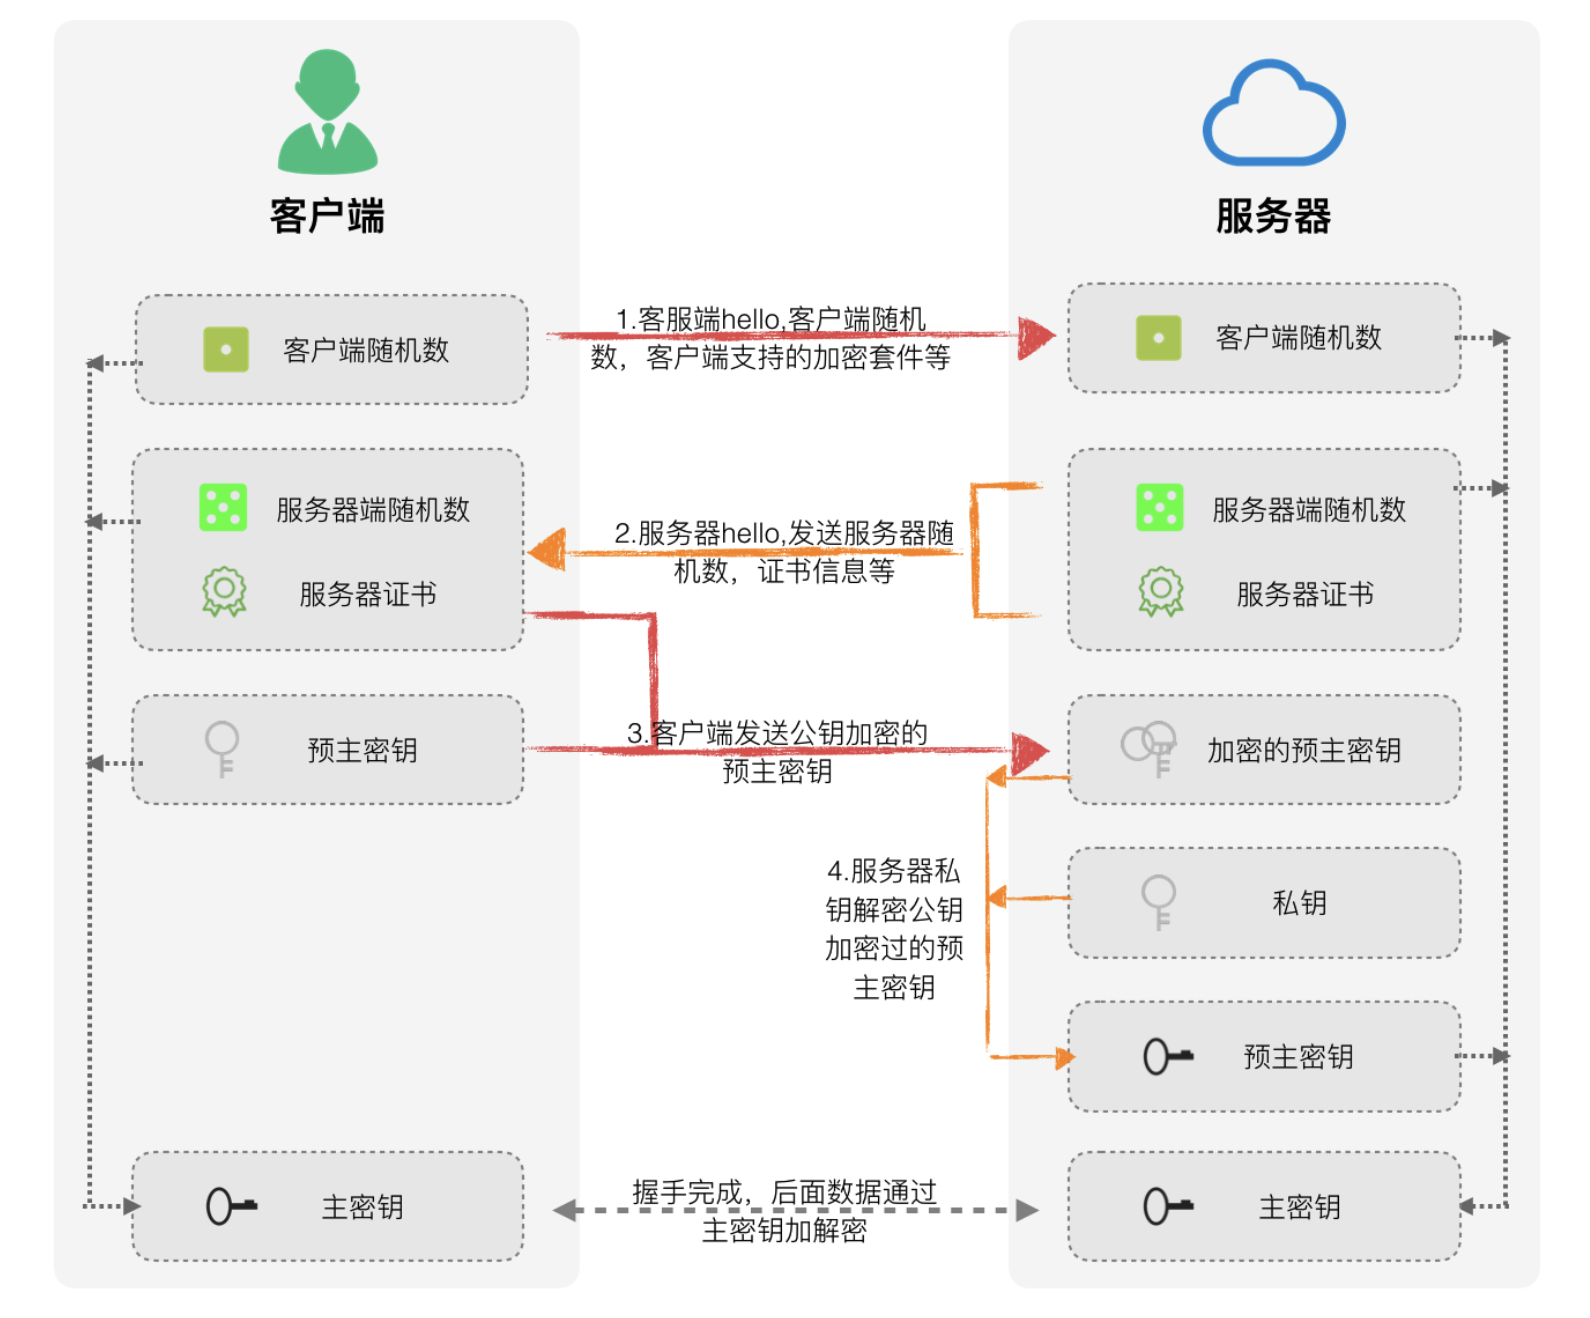 客户端
服务器
客户端随机数
1.客服端hello,客户端随机
数，客户端支持的加密套件等
客户端随机数
服务器端随机数
服务器证书
2.服务器hello,发送服务器随
机数，证书信息等
服务器端随机数
服务器证书
预主密钥
3.客户端发送公钥加密的
预主密钥
加密的预主密钥
4.服务器私
钥解密公钥
加密过的预
主密钥
私钥
预主密钥
主密钥
握手完成，后面数据通过
主密钥加解密
主密钥